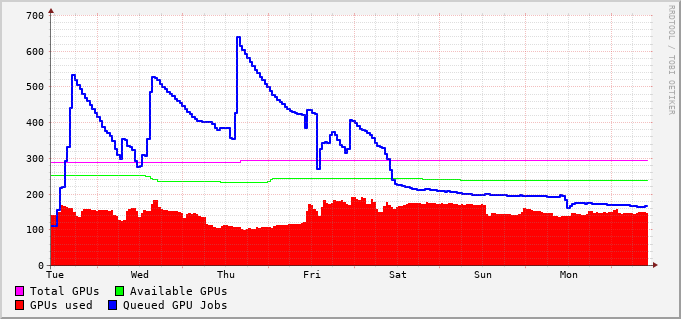 700
600
500
400
300
200
100
0
Tue Wed Thu Fri Sat Sun Mon
Total GPUs Available GPUs
GPUs used Queued GPU Jobs
RRDTOOL / TOBI OETIKER